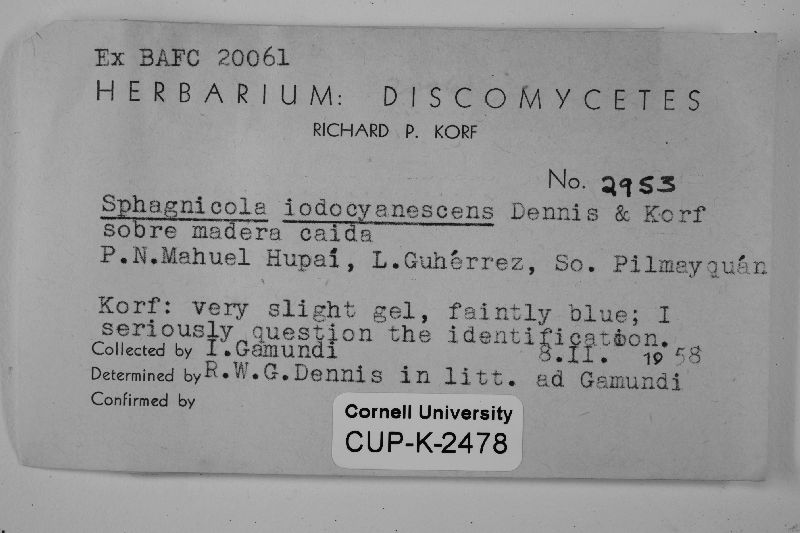 Ex BAFC 20061
HERBARIUM: DISCOMYCETES
RICHARD P. KORF
No. 2953
Sphagnicola iodocyanescens Dennis & Korf
sobre madera caida
P.N.Mahuel Hupaí, L.Guhérrez, So. Pilmayquán
Korf: very slight gel, faintly blue; I
seriously question the identification.
Collected by I.Gamundi 8.II. 1958
Determined by R.W.G.Dennis in litt. ad Gamundi
Confirmed by
Cornell University
CUP-K-2478